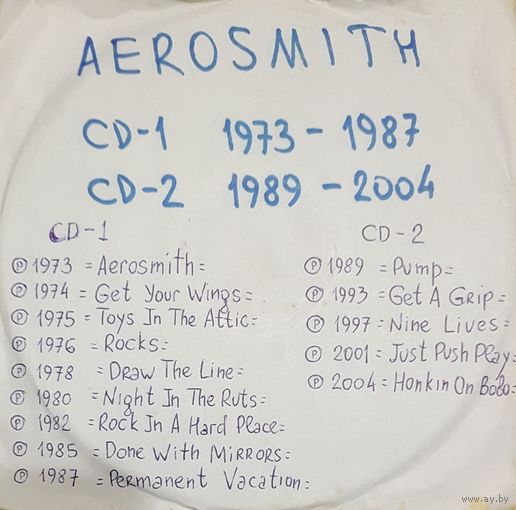 AEROSMITH
CD-1 1973 - 1987
CD-2 1989 - 2004
CD-1
Ⓟ 1973 = Aerosmith =
Ⓟ 1974 = Get Your Wings =
Ⓟ 1975 = Toys In The Attic =
Ⓟ 1976 = Rocks =
Ⓟ 1978 = Draw The Line =
Ⓟ 1980 = Night In The Ruts =
Ⓟ 1982 = Rock In A Hard Place =
Ⓟ 1985 = Done With Mirrors =
Ⓟ 1987 = Permanent Vacation =
CD-2
Ⓟ 1989 = Pump =
Ⓟ 1993 = Get A Grip =
Ⓟ 1997 = Nine Lives =
Ⓟ 2001 = Just Push Play =
Ⓟ 2004 = Honkin On BoBo =
www.ay.by